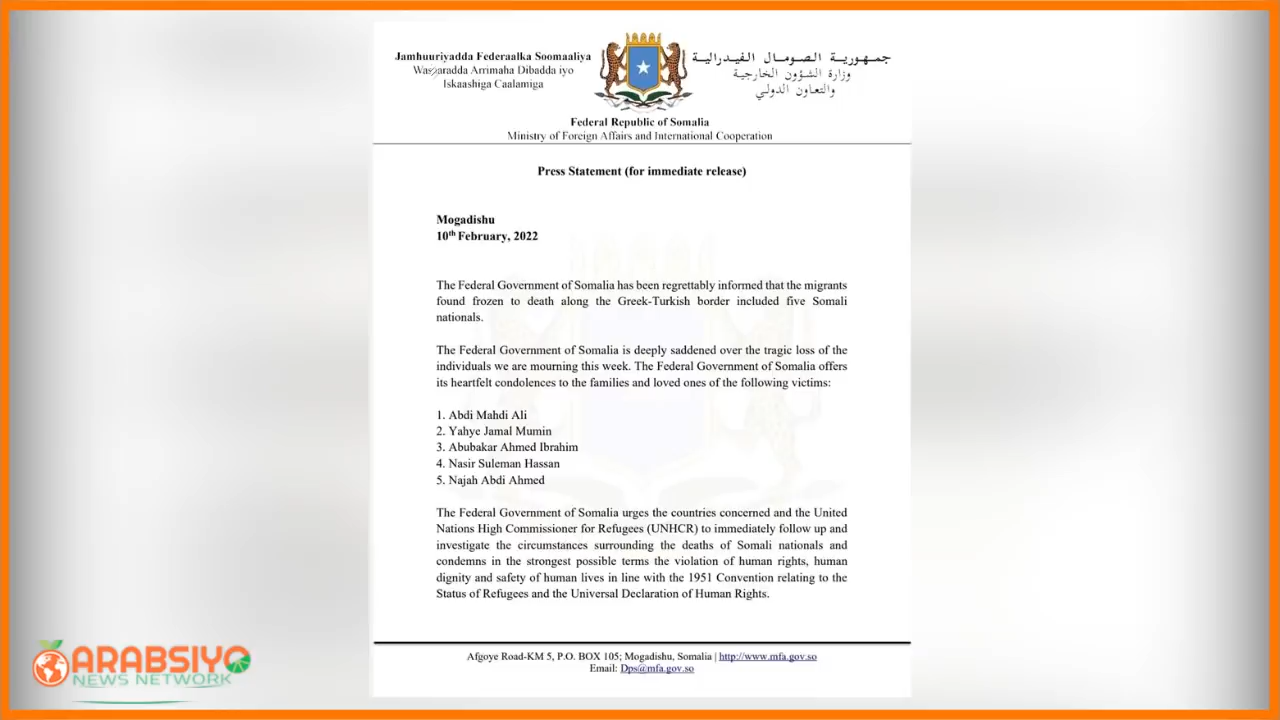 Jamhuuriyadda Federaalka Soomaaliya
Wasaaradda Arrimaha Dibadda iyo
Iskaashiga Caalamiga
جمهورية الصومال الفيدرالية
وزارة الشؤون الخارجية
والتعاون الدولي
Federal Republic of Somalia
Ministry of Foreign Affairs and International Cooperation
Press Statement (for immediate release)
Mogadishu
10th February, 2022
The Federal Government of Somalia has been regrettably informed that the migrants
found frozen to death along the Greek-Turkish border included five Somali
nationals.
The Federal Government of Somalia is deeply saddened over the tragic loss of the
individuals we are mourning this week. The Federal Government of Somalia offers
its heartfelt condolences to the families and loved ones of the following victims:
1. Abdi Mahdi Ali
2. Yahye Jamal Mumin
3. Abubakar Ahmed Ibrahim
4. Nasir Suleman Hassan
5. Najah Abdi Ahmed
The Federal Government of Somalia urges the countries concerned and the United
Nations High Commissioner for Refugees (UNHCR) to immediately follow up and
investigate the circumstances surrounding the deaths of Somali nationals and
condemns in the strongest possible terms the violation of human rights, human
dignity and safety of human lives in line with the 1951 Convention relating to the
Status of Refugees and the Universal Declaration of Human Rights.
Afgoye Road-KM 5, P.O. BOX 105; Mogadishu, Somalia | http://www.mfa.gov.so
Email: Dps@mfa.gov.so
ARABSIYO
NEWS NETWORK